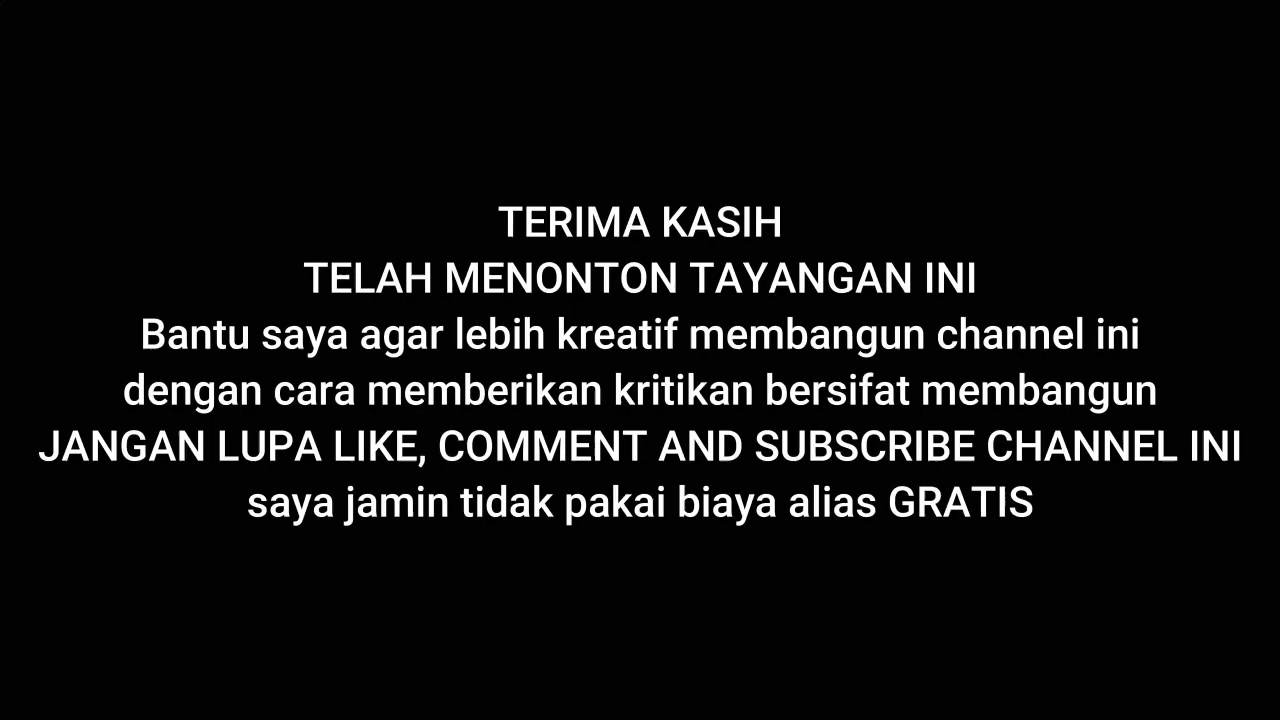 TERIMA KASIH
TELAH MENONTON TAYANGAN INI
Bantu saya agar lebih kreatif membangun channel ini
dengan cara memberikan kritikan bersifat membangun
JANGAN LUPA LIKE, COMMENT AND SUBSCRIBE CHANNEL INI
saya jamin tidak pakai biaya alias GRATIS